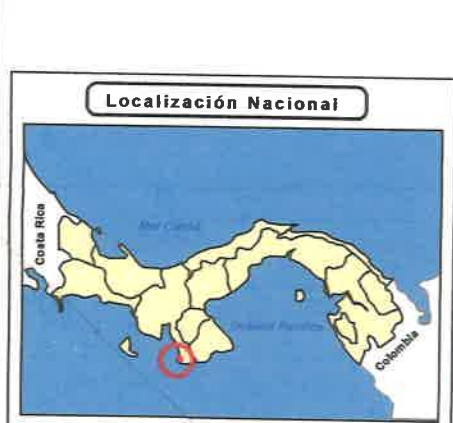 Localización Nacional
Costa Rica
Mar Caribe
Océano Pacífico
Colombia